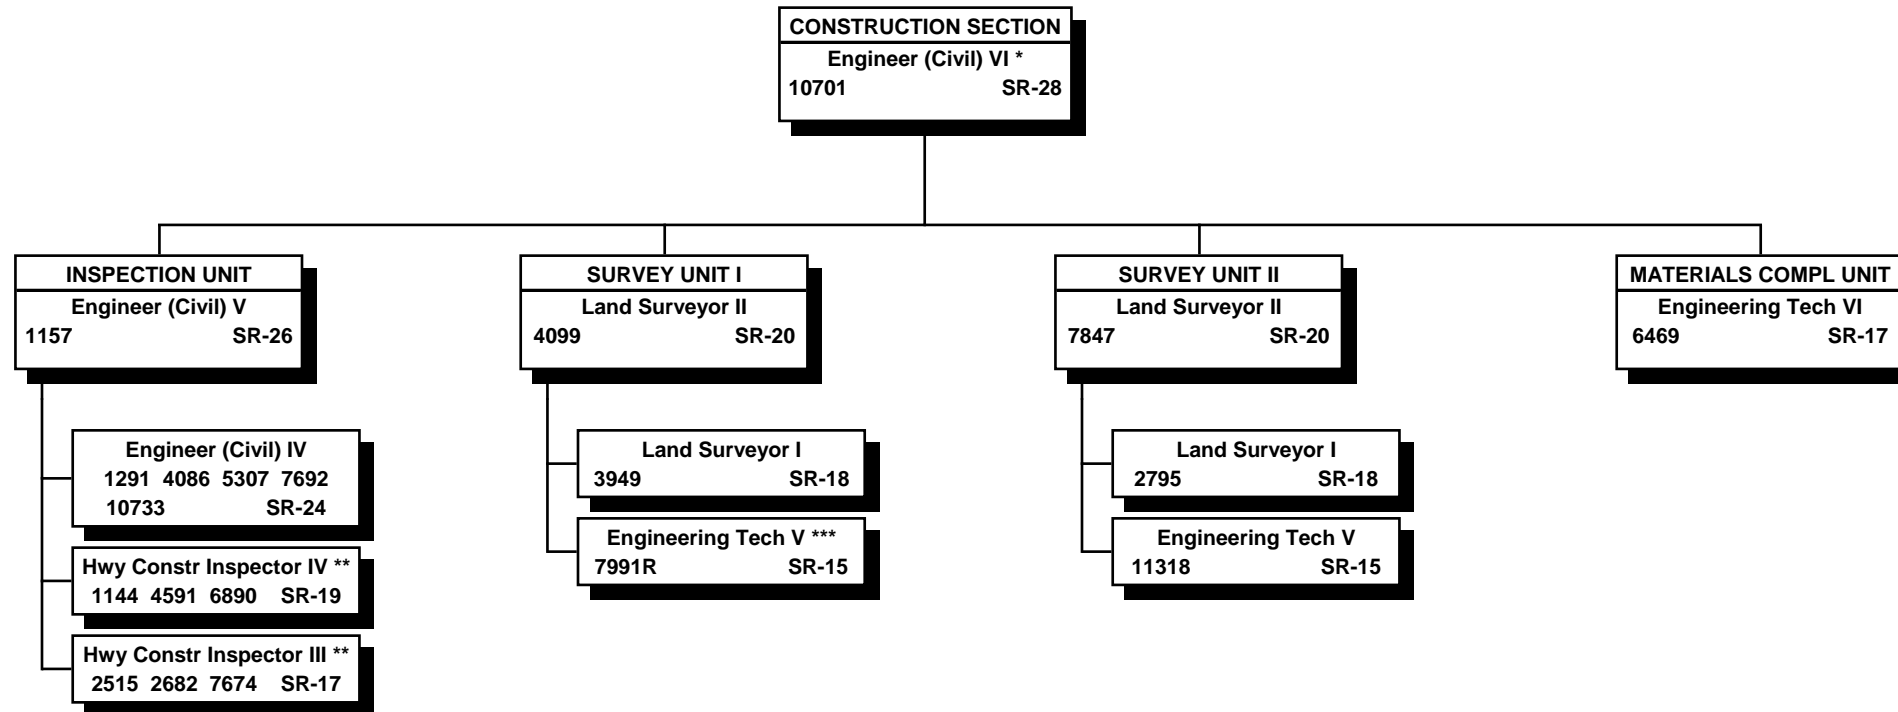 CONSTRUCTION SECTION
Engineer (Civil) VI *
10701 SR-28
INSPECTION UNIT
Engineer (Civil) V
1157 SR-26
Engineer (Civil) IV
1291 4086 5307 7692
10733 SR-24
Hwy Constr Inspector IV **
1144 4591 6890 SR-19
Hwy Constr Inspector III **
2515 2682 7674 SR-17
SURVEY UNIT I
Land Surveyor II
4099 SR-20
Land Surveyor I
3949 SR-18
Engineering Tech V ***
7991R SR-15
SURVEY UNIT II
Land Surveyor II
7847 SR-20
Land Surveyor I
2795 SR-18
Engineering Tech V
11318 SR-15
MATERIALS COMPL UNIT
Engineering Tech VI
6469 SR-17